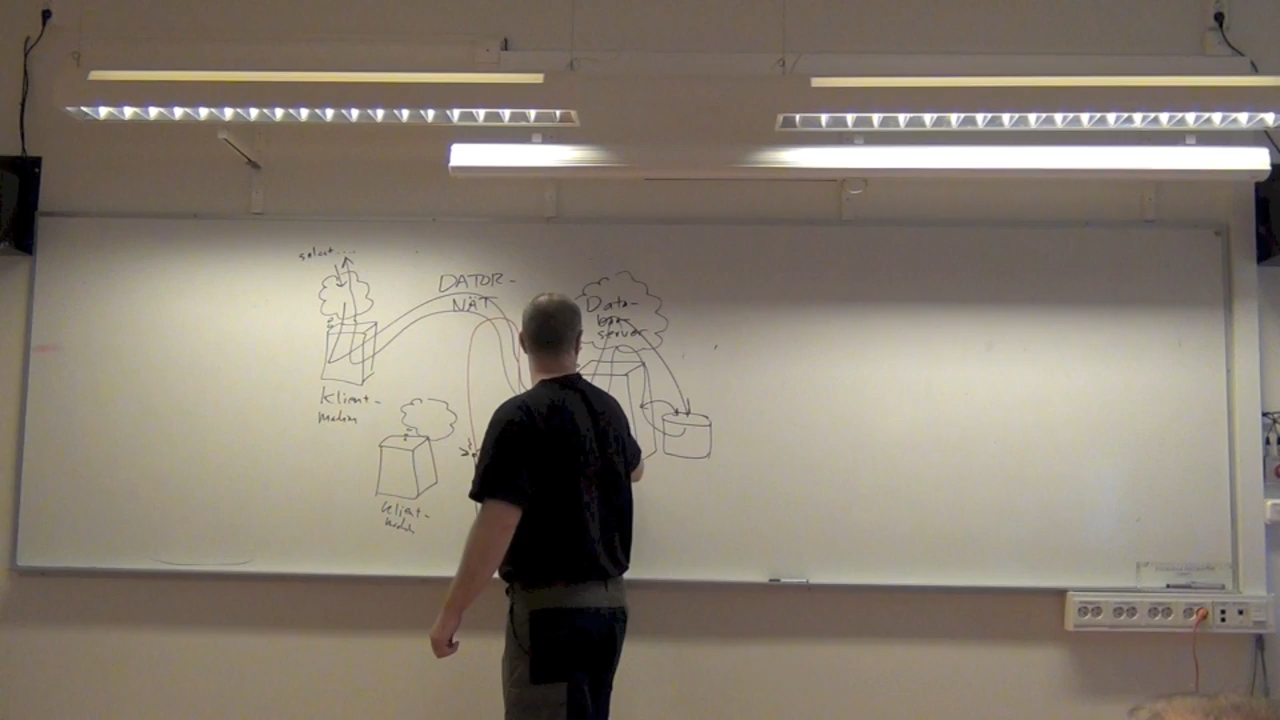 select....
DATOR-
NÄT
Data-
bas-
server
Klient-
maskin
Klient-
maskin